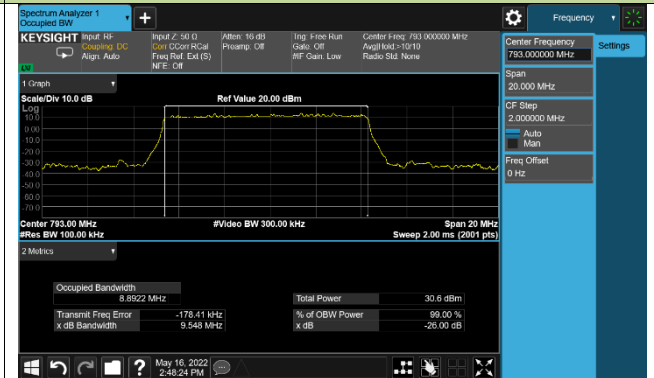 Spectrum Analyzer 1
Occupied BW
+
Frequency
KEYSIGHT
Input: RF
Coupling: DC
Align: Auto
Input Z: 50 Ω
Corr CCorr RCal
Freq Ref: Ext (S)
NFE: Off
Atten: 16 dB
Preamp: Off
Trig: Free Run
Gate: Off
#IF Gain: Low
Center Freq: 793.000000 MHz
Avg|Hold:>10/10
Radio Std: None
Center Frequency
793.000000 MHz
Settings
Span
20.000 MHz
CF Step
2.000000 MHz
Auto
Man
Freq Offset
0 Hz
1 Graph
Scale/Div 10.0 dB
Ref Value 20.00 dBm
Log
10.0
0.00
-10.0
-20.0
-30.0
-40.0
-50.0
-60.0
-70.0
Center 793.00 MHz
#Video BW 300.00 kHz
Span 20 MHz
#Res BW 100.00 kHz
Sweep 2.00 ms (2001 pts)
2 Metrics
Occupied Bandwidth
8.8922 MHz
Total Power
30.6 dBm
Transmit Freq Error
-178.41 kHz
% of OBW Power
99.00 %
x dB Bandwidth
9.548 MHz
x dB
-26.00 dB
?
May 16, 2022
2:48:24 PM